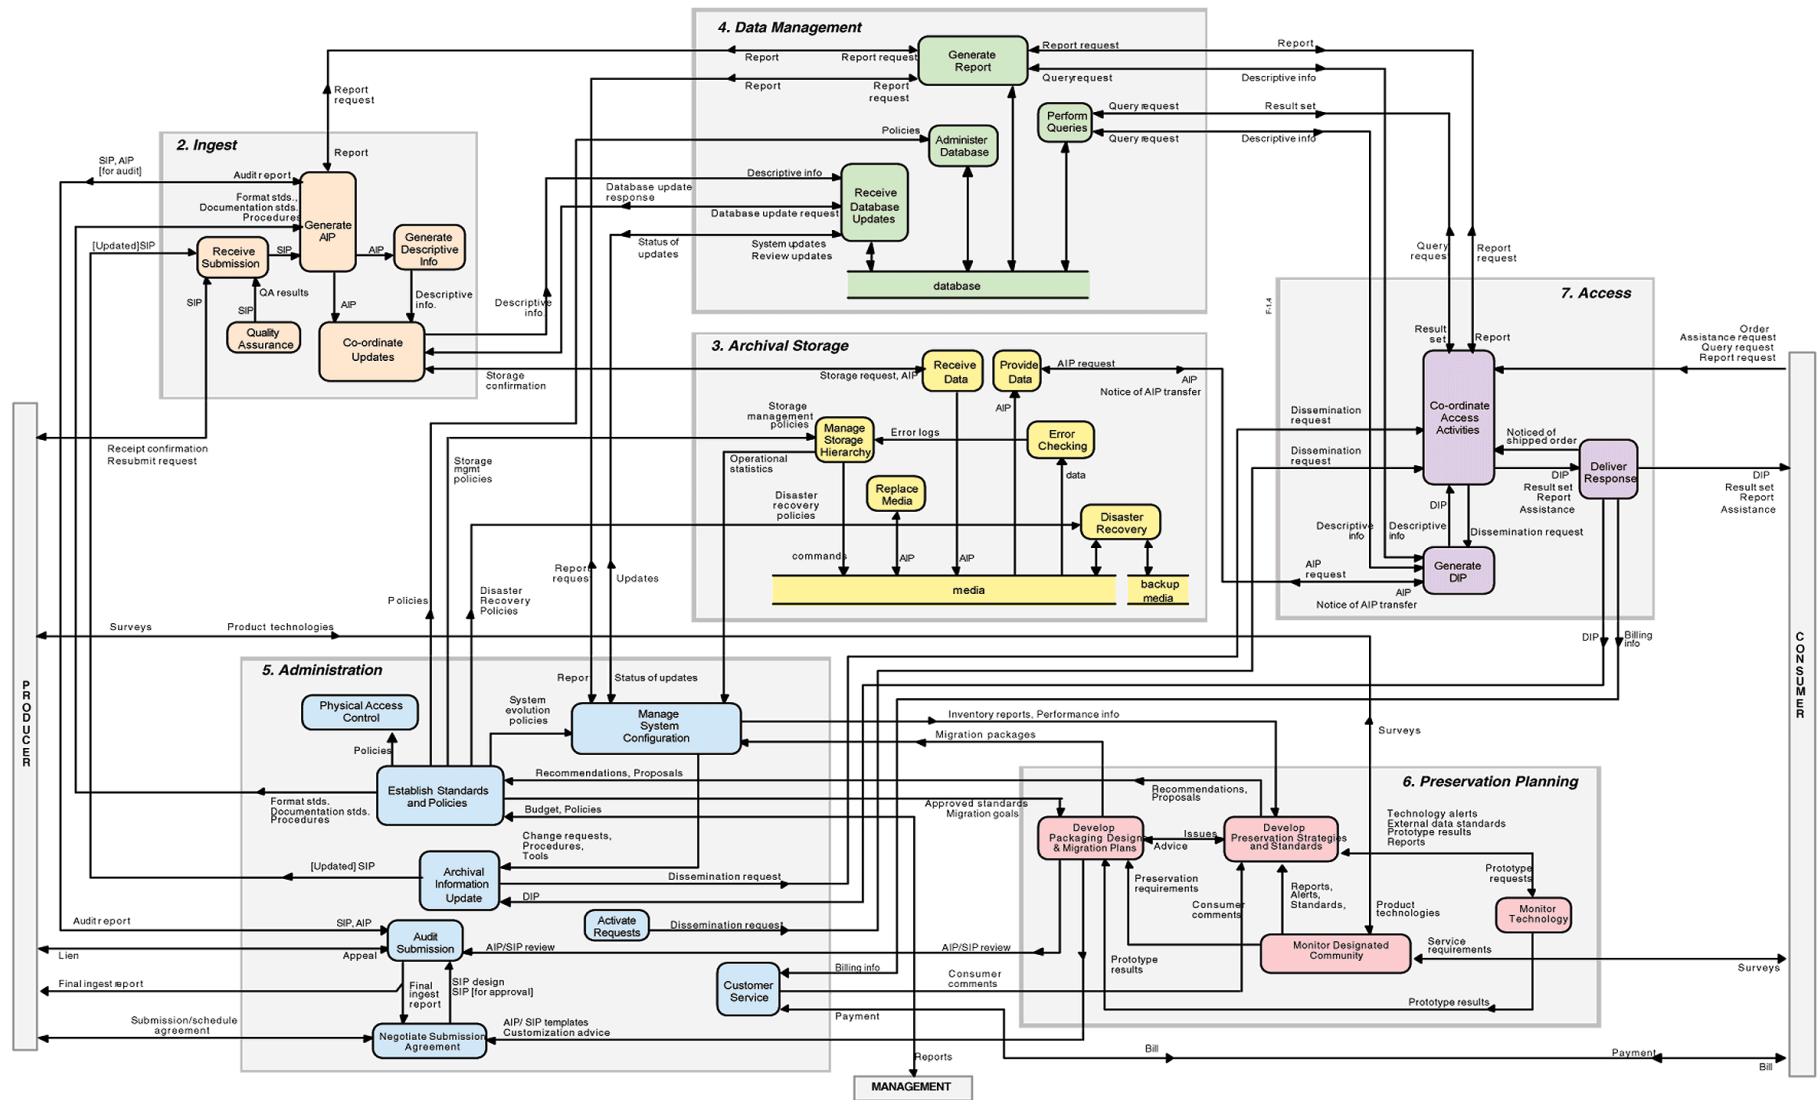 4. Data Management
Generate
Report
Report request
Report
Report
Report request
Queryrequest
Descriptive info
Report
Report
request
Report
request
Perform
Queries
Query request
Result set
Query request
Descriptive info
Policies
Administer
Database
2. Ingest
Report
SIP, AIP
[for audit]
Audit report
Format stds.,
Documentation stds.
Procedures
Generate
AIP
Descriptive info
Database update
response
Database update request
Receive
Database
Updates
Status of
updates
System updates
Review updates
[Updated]SIP
Receive
Submission
SIP
AIP
Generate
Descriptive
Info
QA results
SIP
SIP
AIP
Descriptive
info.
Descriptive
info.
Quality
Assurance
Co-ordinate
Updates
database
Query
request
Report
request
F-1.4
7. Access
Storage
confirmation
3. Archival Storage
Storage request, AIP
Receive
Data
Provide
Data
AIP request
AIP
Notice of AIP transfer
Result
set
Report
Order
Assistance request
Query request
Report request
Receipt confirmation
Resubmit request
Storage
management
policies
Manage
Storage
Hierarchy
Error logs
Error
Checking
AIP
data
Dissemination
request
Co-ordinate
Access
Activities
Noticed of
shipped order
Storage
mgmt
policies
Operational
statistics
Dissemination
request
Deliver
Response
DIP
Result set
Report
Assistance
DIP
Result set
Report
Assistance
Replace
Media
Disaster
recovery
policies
Disaster
Recovery
DIP
Descriptive
info
Descriptive
info
Dissemination request
commands
AIP
AIP
media
backup
media
AIP
request
Generate
DIP
AIP
Notice of AIP transfer
Report
request
Updates
Policies
Disaster
Recovery
Policies
Surveys
Product technologies
DIP
Billing
info
PRODUCER
CONSUMER
5. Administration
Physical Access
Control
Policies
System
evolution
policies
Report
Status of updates
Manage
System
Configuration
Inventory reports, Performance info
Migration packages
Surveys
Establish Standards
and Policies
Recommendations, Proposals
Budget, Policies
Format stds.
Documentation stds.
Procedures
Approved standards
Migration goals
Recommendations,
Proposals
6. Preservation Planning
Technology alerts
External data standards
Prototype results
Reports
Develop
Packaging Designs
& Migration Plans
Issues
Advice
Develop
Preservation Strategies
and Standards
Change requests,
Procedures,
Tools
[Updated] SIP
Archival
Information
Update
Dissemination request
DIP
Preservation
requirements
Consumer
comments
Reports,
Alerts,
Standards,
Product
technologies
Prototype
requests
Monitor
Technology
Audit report
SIP, AIP
Audit
Submission
Activate
Requests
Dissemination request
Lien
Appeal
AIP/SIP review
AIP/SIP review
Prototype
results
Monitor Designated
Community
Service
requirements
Surveys
Final ingest report
Final
ingest
report
SIP design
SIP [for approval]
Customer
Service
Billing info
Consumer
comments
Payment
Prototype results
Submission/schedule
agreement
Negotiate Submission
Agreement
AIP/ SIP templates
Customization advice
Reports
Bill
Payment
Bill
MANAGEMENT